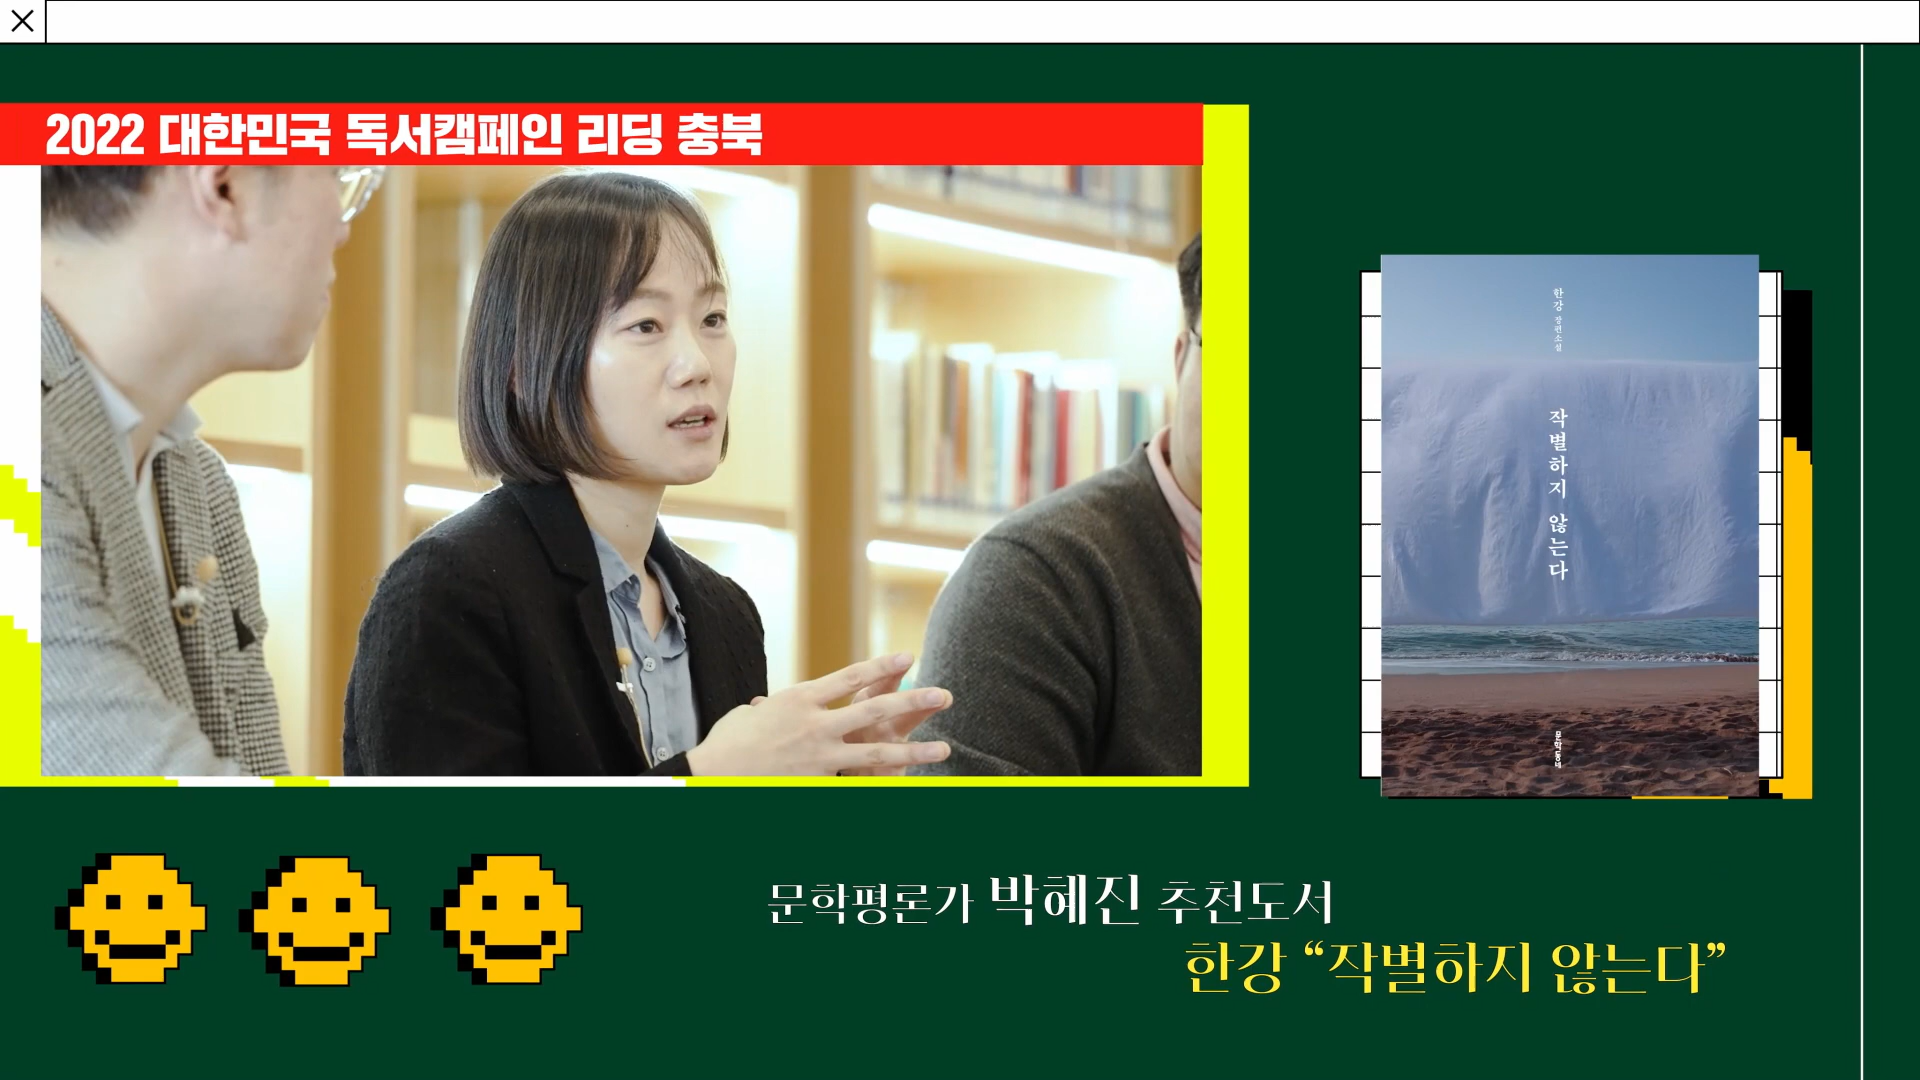 2022 대한민국 독서캠페인 리딩 충북
한강 장편소설
작별하지 않는다
문학동네
문학평론가 박혜진 추천도서
한강 “작별하지 않는다”